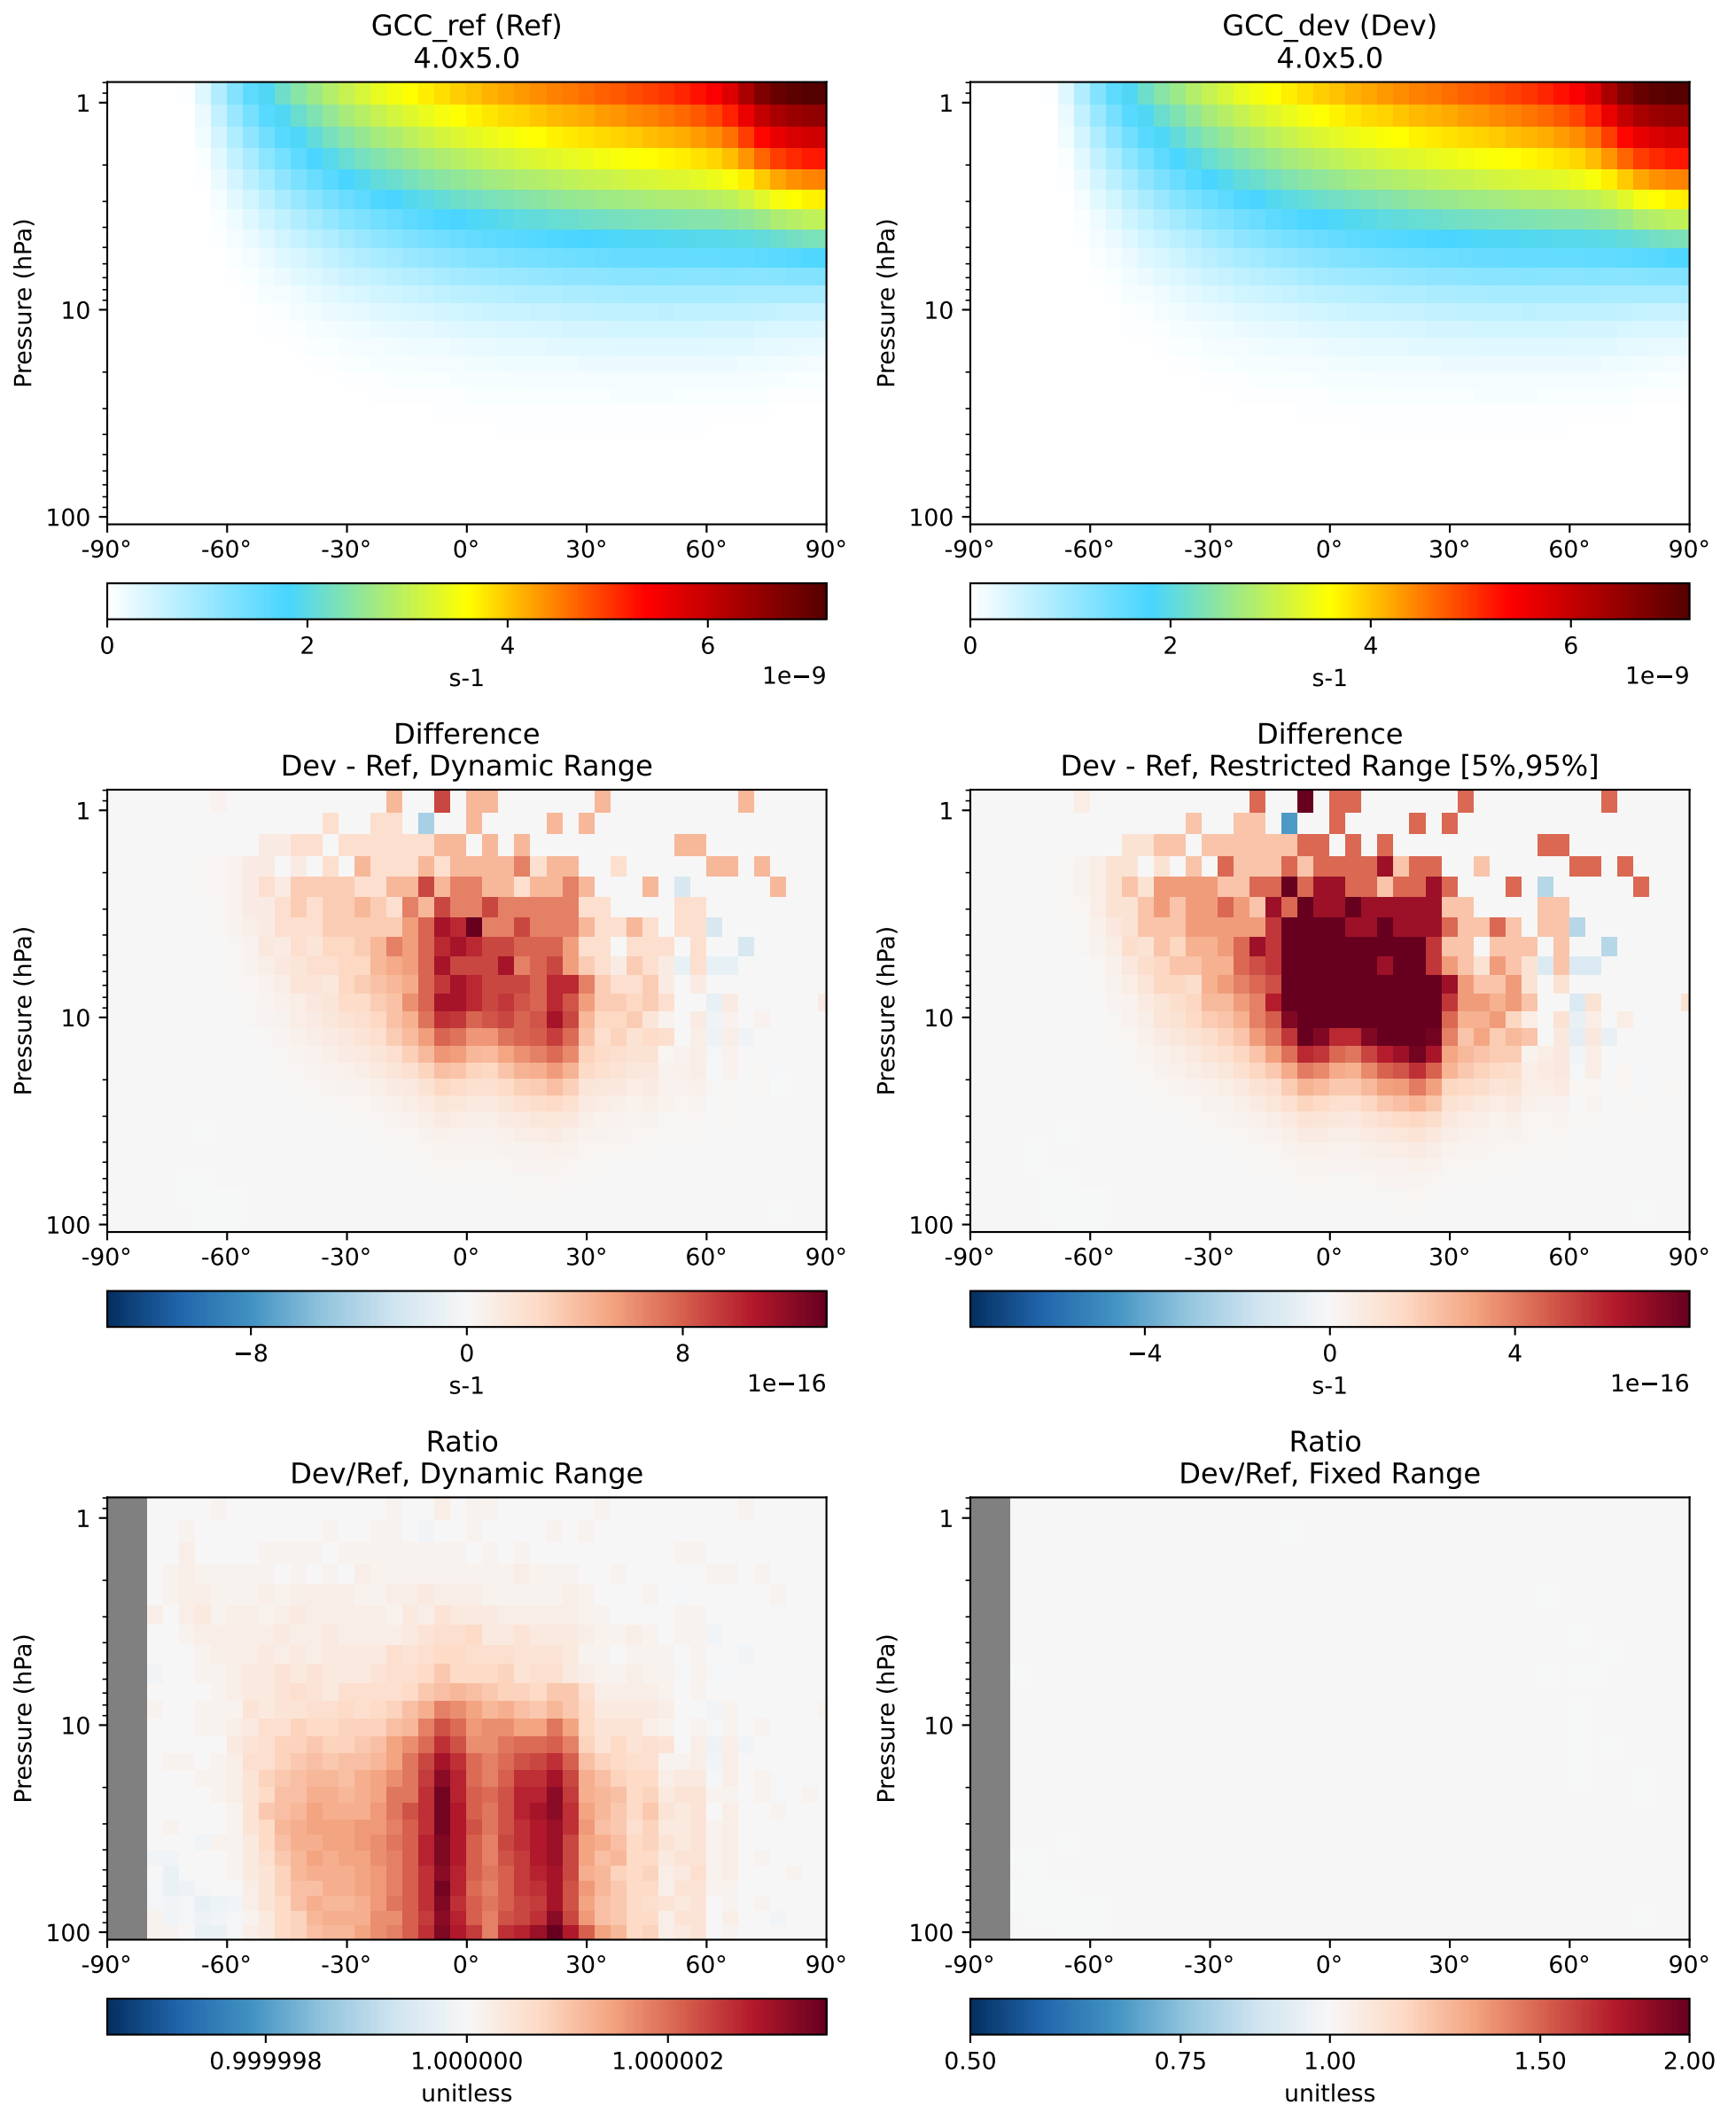 GCC_ref (Ref)
4.0x5.0
GCC_dev (Dev)
4.0x5.0
Pressure (hPa)
1
10
100
-90° -60° -30° 0° 30° 60° 90°
0 2 4 6
s-1
1e−9
Pressure (hPa)
1
10
100
-90° -60° -30° 0° 30° 60° 90°
0 2 4 6
s-1
1e−9
Difference
Dev - Ref, Dynamic Range
Pressure (hPa)
1
10
100
-90° -60° -30° 0° 30° 60° 90°
−8 0 8
s-1
1e−16
Difference
Dev - Ref, Restricted Range [5%,95%]
Pressure (hPa)
1
10
100
-90° -60° -30° 0° 30° 60° 90°
−4 0 4
s-1
1e−16
Ratio
Dev/Ref, Dynamic Range
Pressure (hPa)
1
10
100
-90° -60° -30° 0° 30° 60° 90°
0.999998 1.000000 1.000002
unitless
Ratio
Dev/Ref, Fixed Range
Pressure (hPa)
1
10
100
-90° -60° -30° 0° 30° 60° 90°
0.50 0.75 1.00 1.50 2.00
unitless